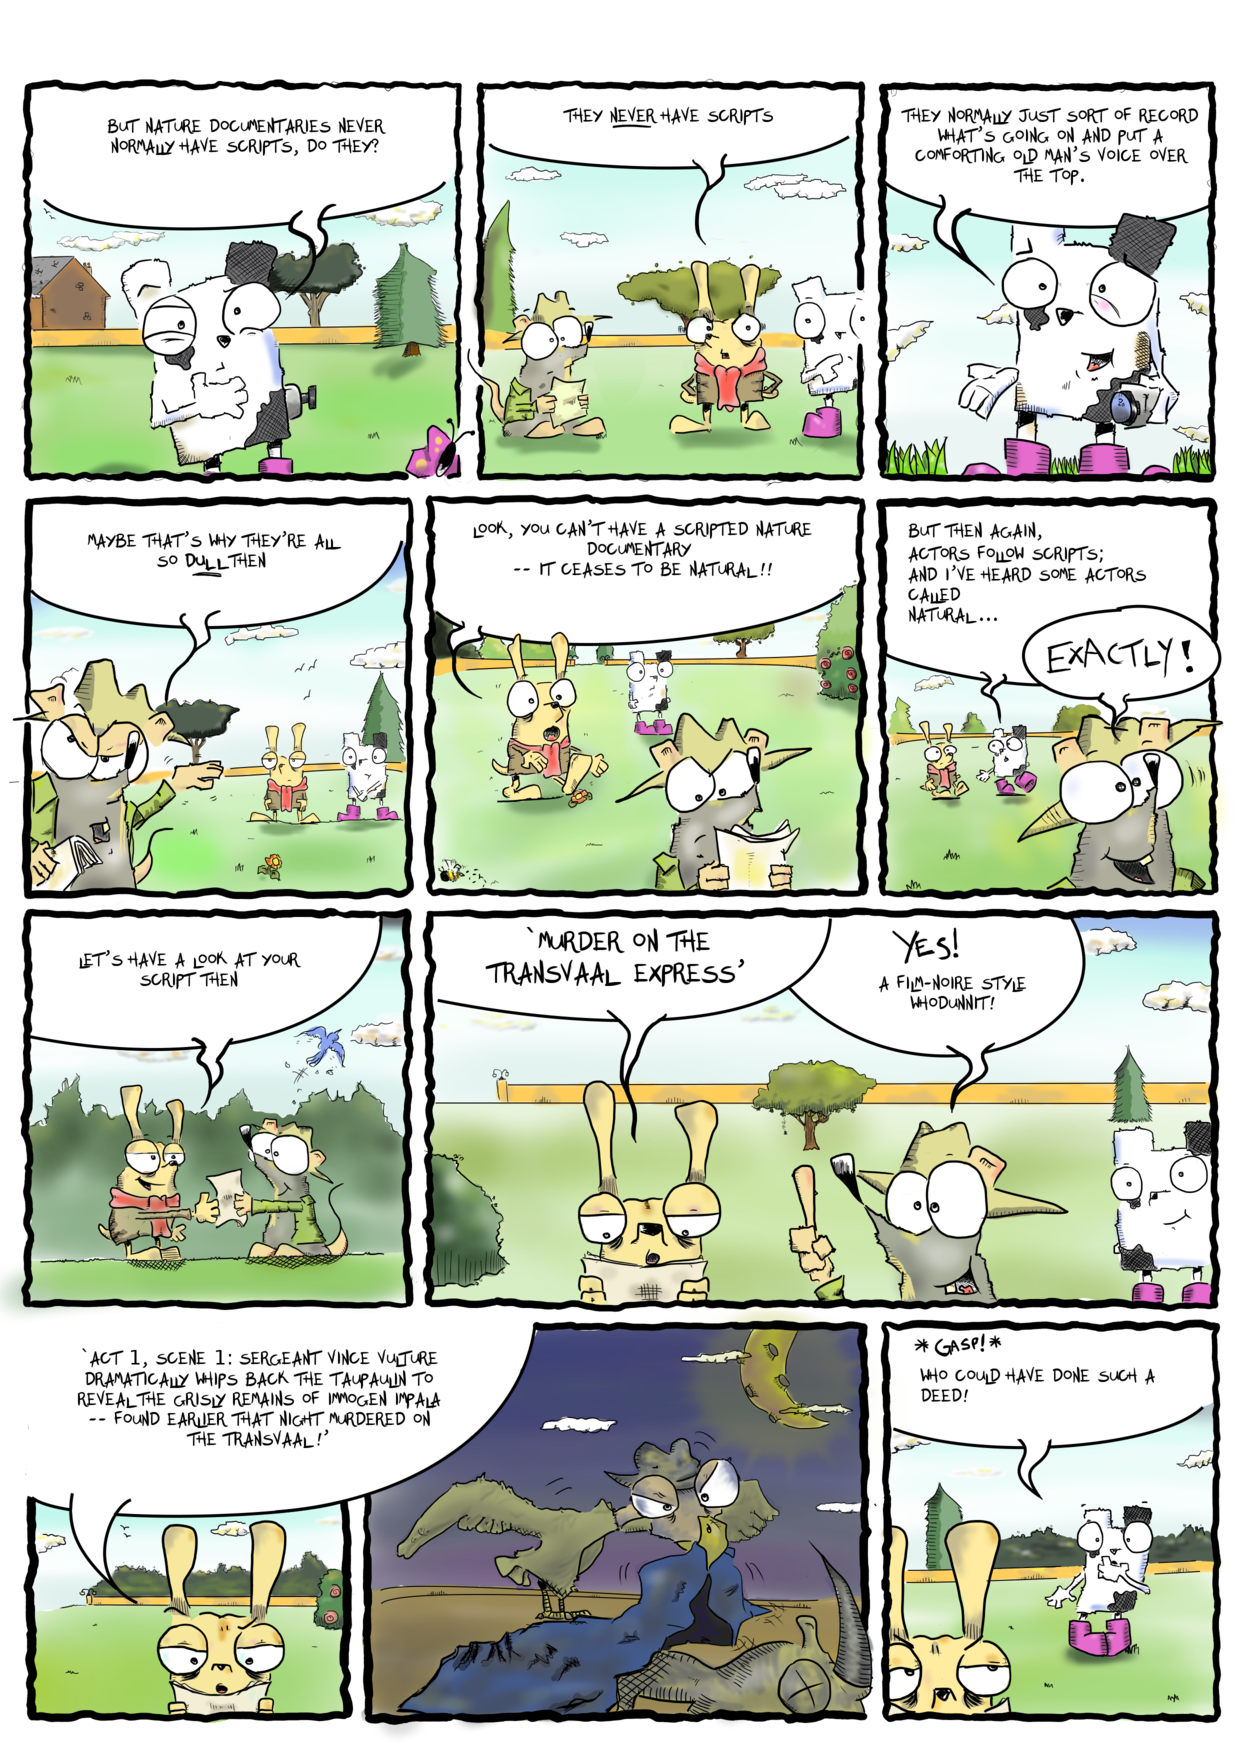 BUT NATURE DOCUMENTARIES NEVER
NORMALLY HAVE SCRIPTS, DO THEY?
THEY NEVER HAVE SCRIPTS
THEY NORMALLY JUST SORT OF RECORD
WHAT'S GOING ON AND PUT A
COMFORTING OLD MAN'S VOICE OVER
THE TOP.
MAYBE THAT'S WHY THEY'RE ALL
SO DULL THEN
LOOK, YOU CAN'T HAVE A SCRIPTED NATURE
DOCUMENTARY
-- IT CEASES TO BE NATURAL!!
BUT THEN AGAIN,
ACTORS FOLLOW SCRIPTS;
AND I'VE HEARD SOME ACTORS
CALLED
NATURAL...
EXACTLY!
LET'S HAVE A LOOK AT YOUR
SCRIPT THEN
`MURDER ON THE
TRANSVAAL EXPRESS'
YES!
A FILM-NOIRE STYLE
WHODUNNIT!
`ACT 1, SCENE 1: SERGEANT VINCE VULTURE
DRAMATICALLY WHIPS BACK THE TAUPAULIN TO
REVEAL THE GRISLY REMAINS OF IMMOGEN IMPALA
-- FOUND EARLIER THAT NIGHT MURDERED ON
THE TRANSVAAL!'
*GASP!*
WHO COULD HAVE DONE SUCH A
DEED!